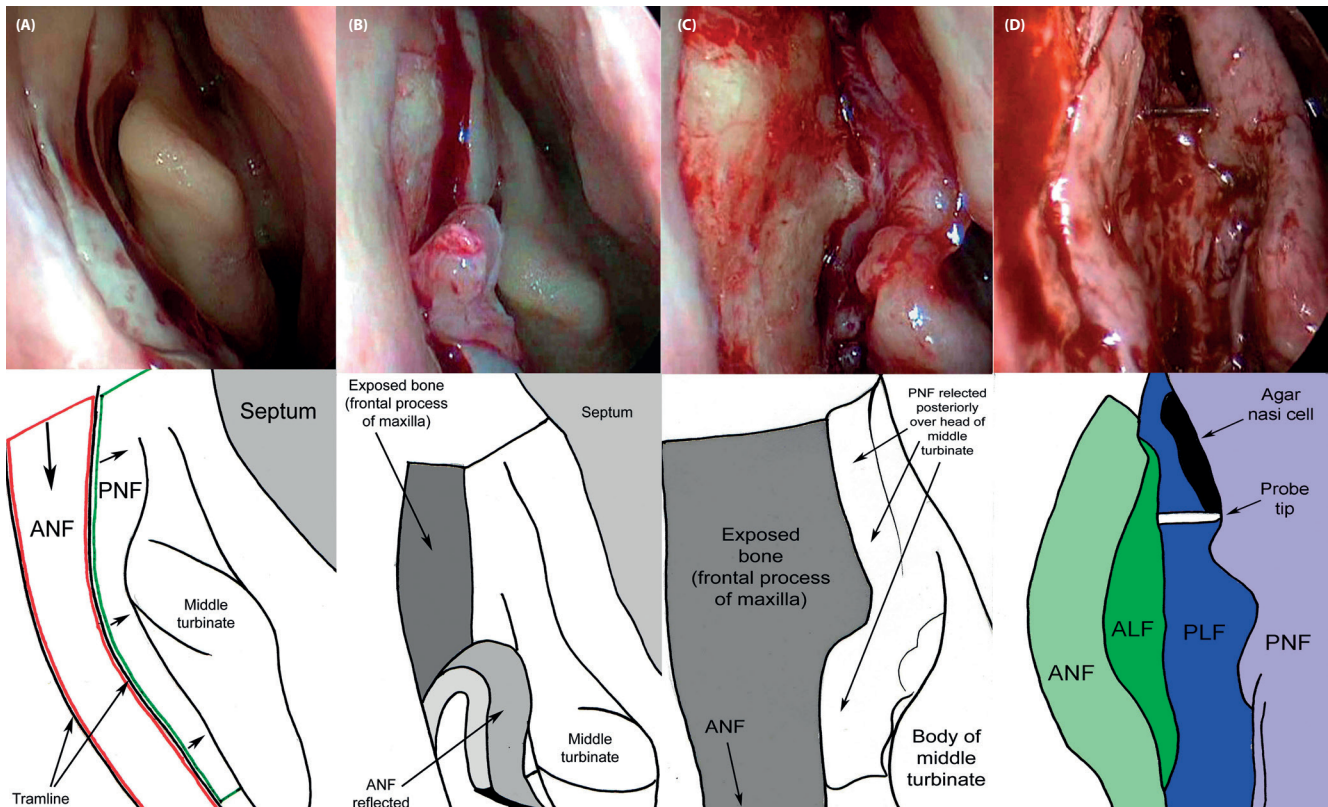 (A)
(B)
(C)
(D)
Septum
PNF
ANF
Middle
turbinate
Tramline
Exposed bone
(frontal process
of maxilla)
Septum
Middle
turbinate
ANF
reflected
PNF relected
posteriorly
over head of
middle
turbinate
Exposed
bone
(frontal process
of maxilla)
ANF
Body of
middle
turbinate
Agar
nasi cell
Probe
tip
ALF
PLF
PNF
ANF